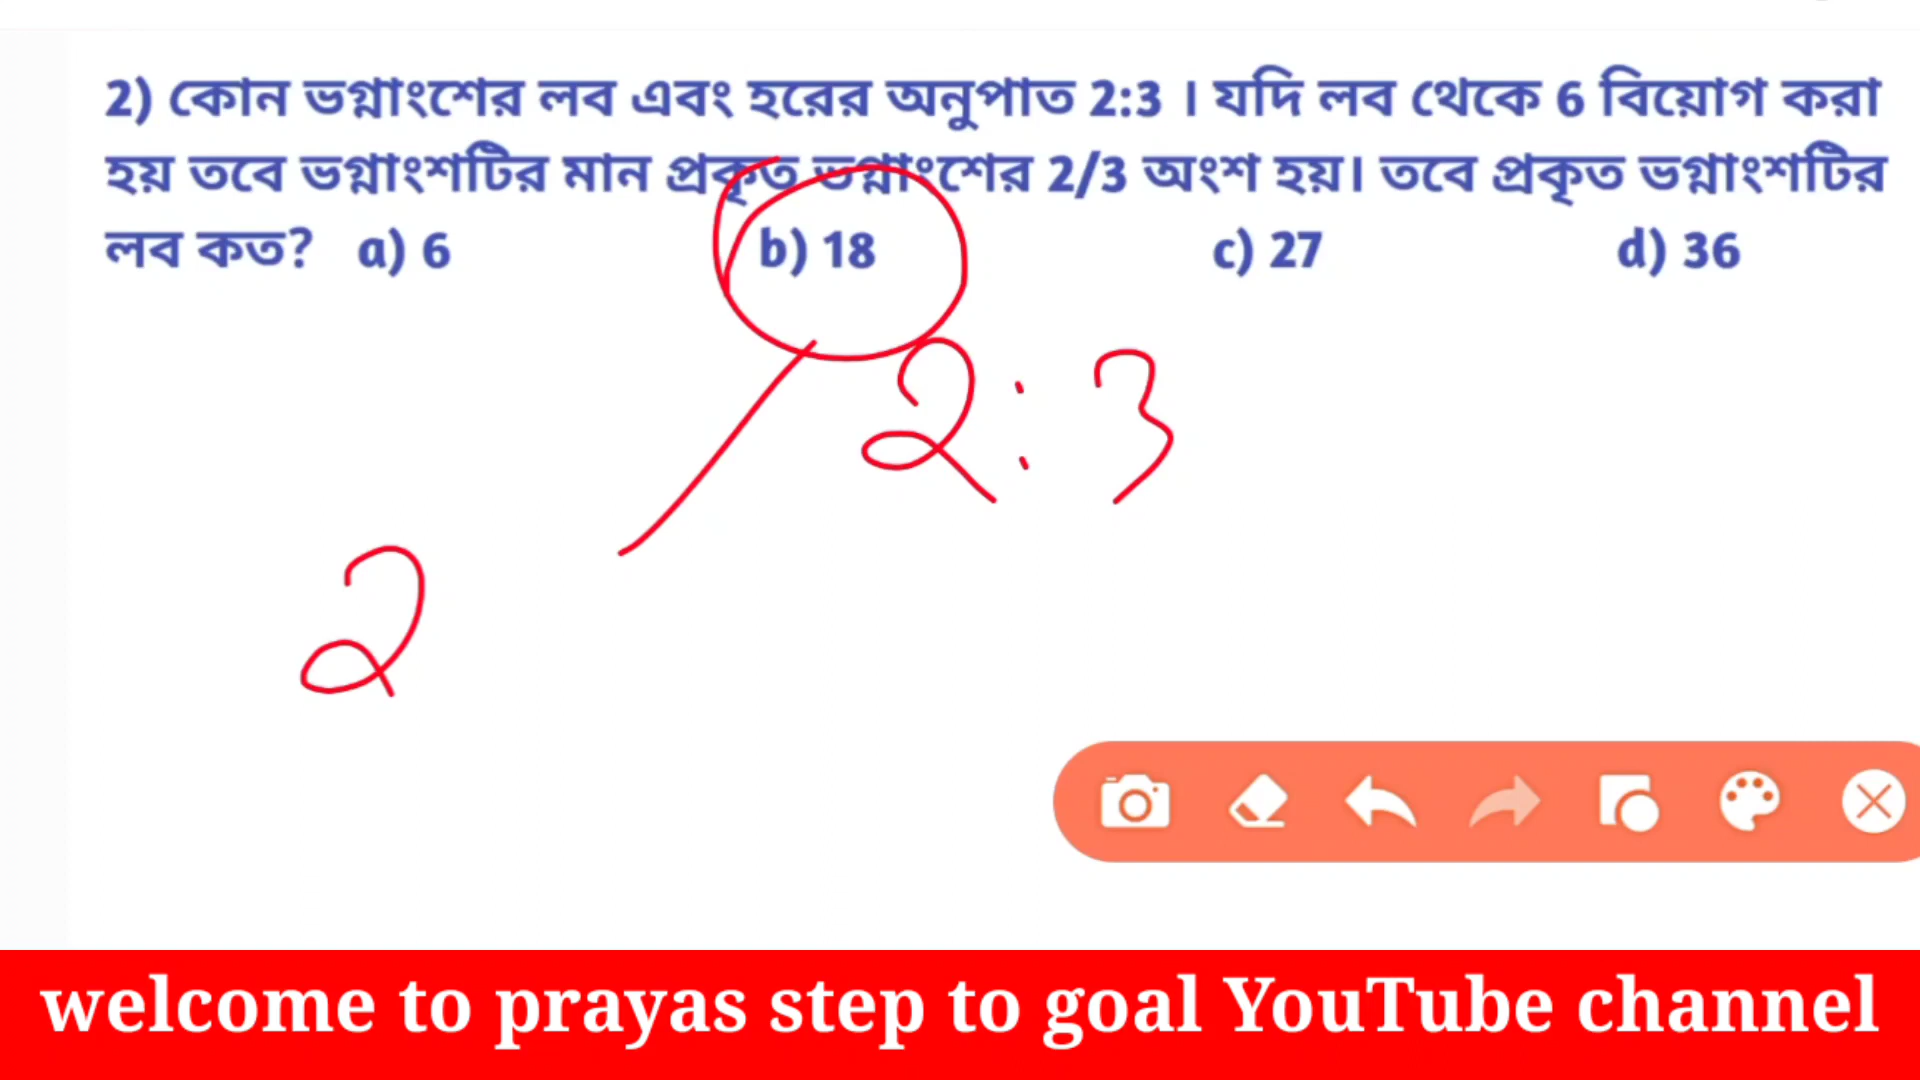 2) কোন ভগ্নাংশের লব এবং হরের অনুপাত 2:3 । যদি লব থেকে 6 বিয়োগ করা
হয় তবে ভগ্নাংশটির মান প্রকৃত ভগ্নাংশের 2/3 অংশ হয়। তবে প্রকৃত ভগ্নাংশটির
লব কত? a) 6 b) 18 c) 27 d) 36
2:3
2
welcome to prayas step to goal YouTube channel